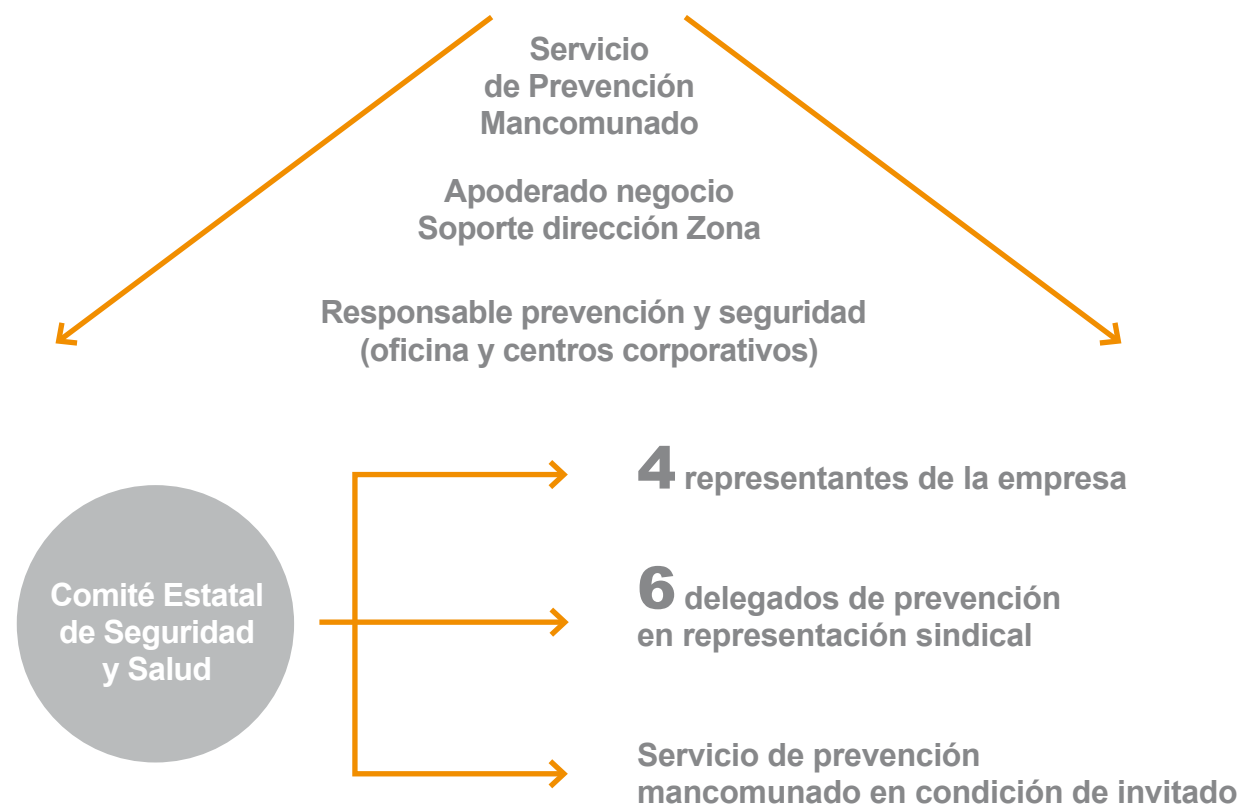 Servicio
de Prevención
Mancomunado
Apoderado negocio
Soporte dirección Zona
Responsable prevención y seguridad
(oficina y centros corporativos)
Comité Estatal
de Seguridad
y Salud
4 representantes de la empresa
6 delegados de prevención
en representación sindical
Servicio de prevención
mancomunado en condición de invitado